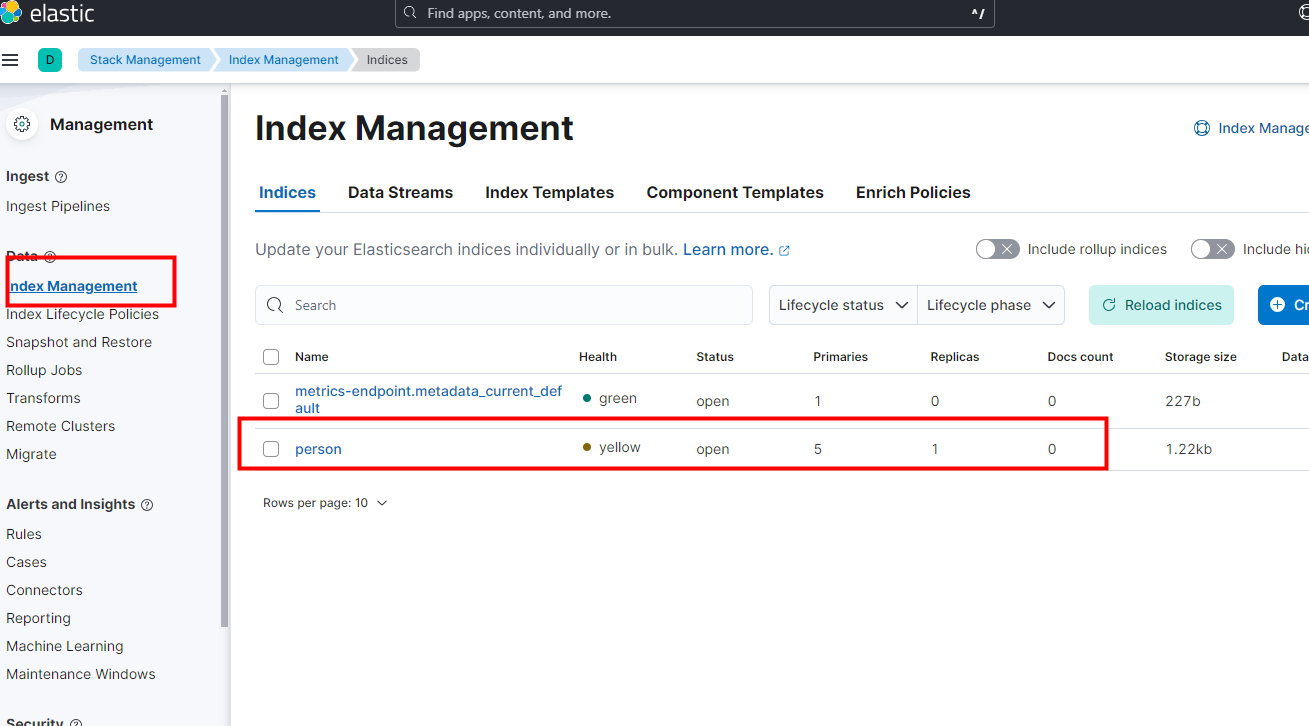 elastic
Find apps, content, and more.
^/
D
Stack Management
Index Management
Indices
Management
Ingest
Ingest Pipelines
Data
Index Management
Index Lifecycle Policies
Snapshot and Restore
Rollup Jobs
Transforms
Remote Clusters
Migrate
Alerts and Insights
Rules
Cases
Connectors
Reporting
Machine Learning
Maintenance Windows
Security
Index Management
Index Manage
Indices
Data Streams
Index Templates
Component Templates
Enrich Policies
Update your Elasticsearch indices individually or in bulk. Learn more.
Include rollup indices
Include hi
Search
Lifecycle status
Lifecycle phase
Reload indices
Cr
Name Health Status Primaries Replicas Docs count Storage size Data
metrics-endpoint.metadata_current_def
ault
green open 1 0 0 227b
person yellow open 5 1 0 1.22kb
Rows per page: 10